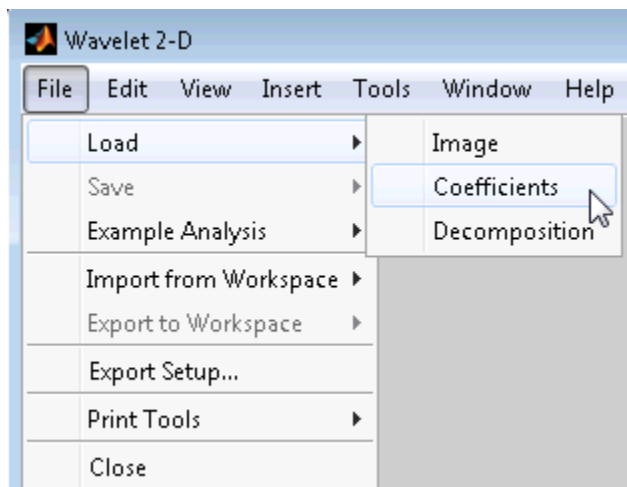 Wavelet 2-D
File Edit View Insert Tools Window Help
Load
Save
Example Analysis
Import from Workspace
Export to Workspace
Export Setup...
Print Tools
Close
Image
Coefficients
Decomposition